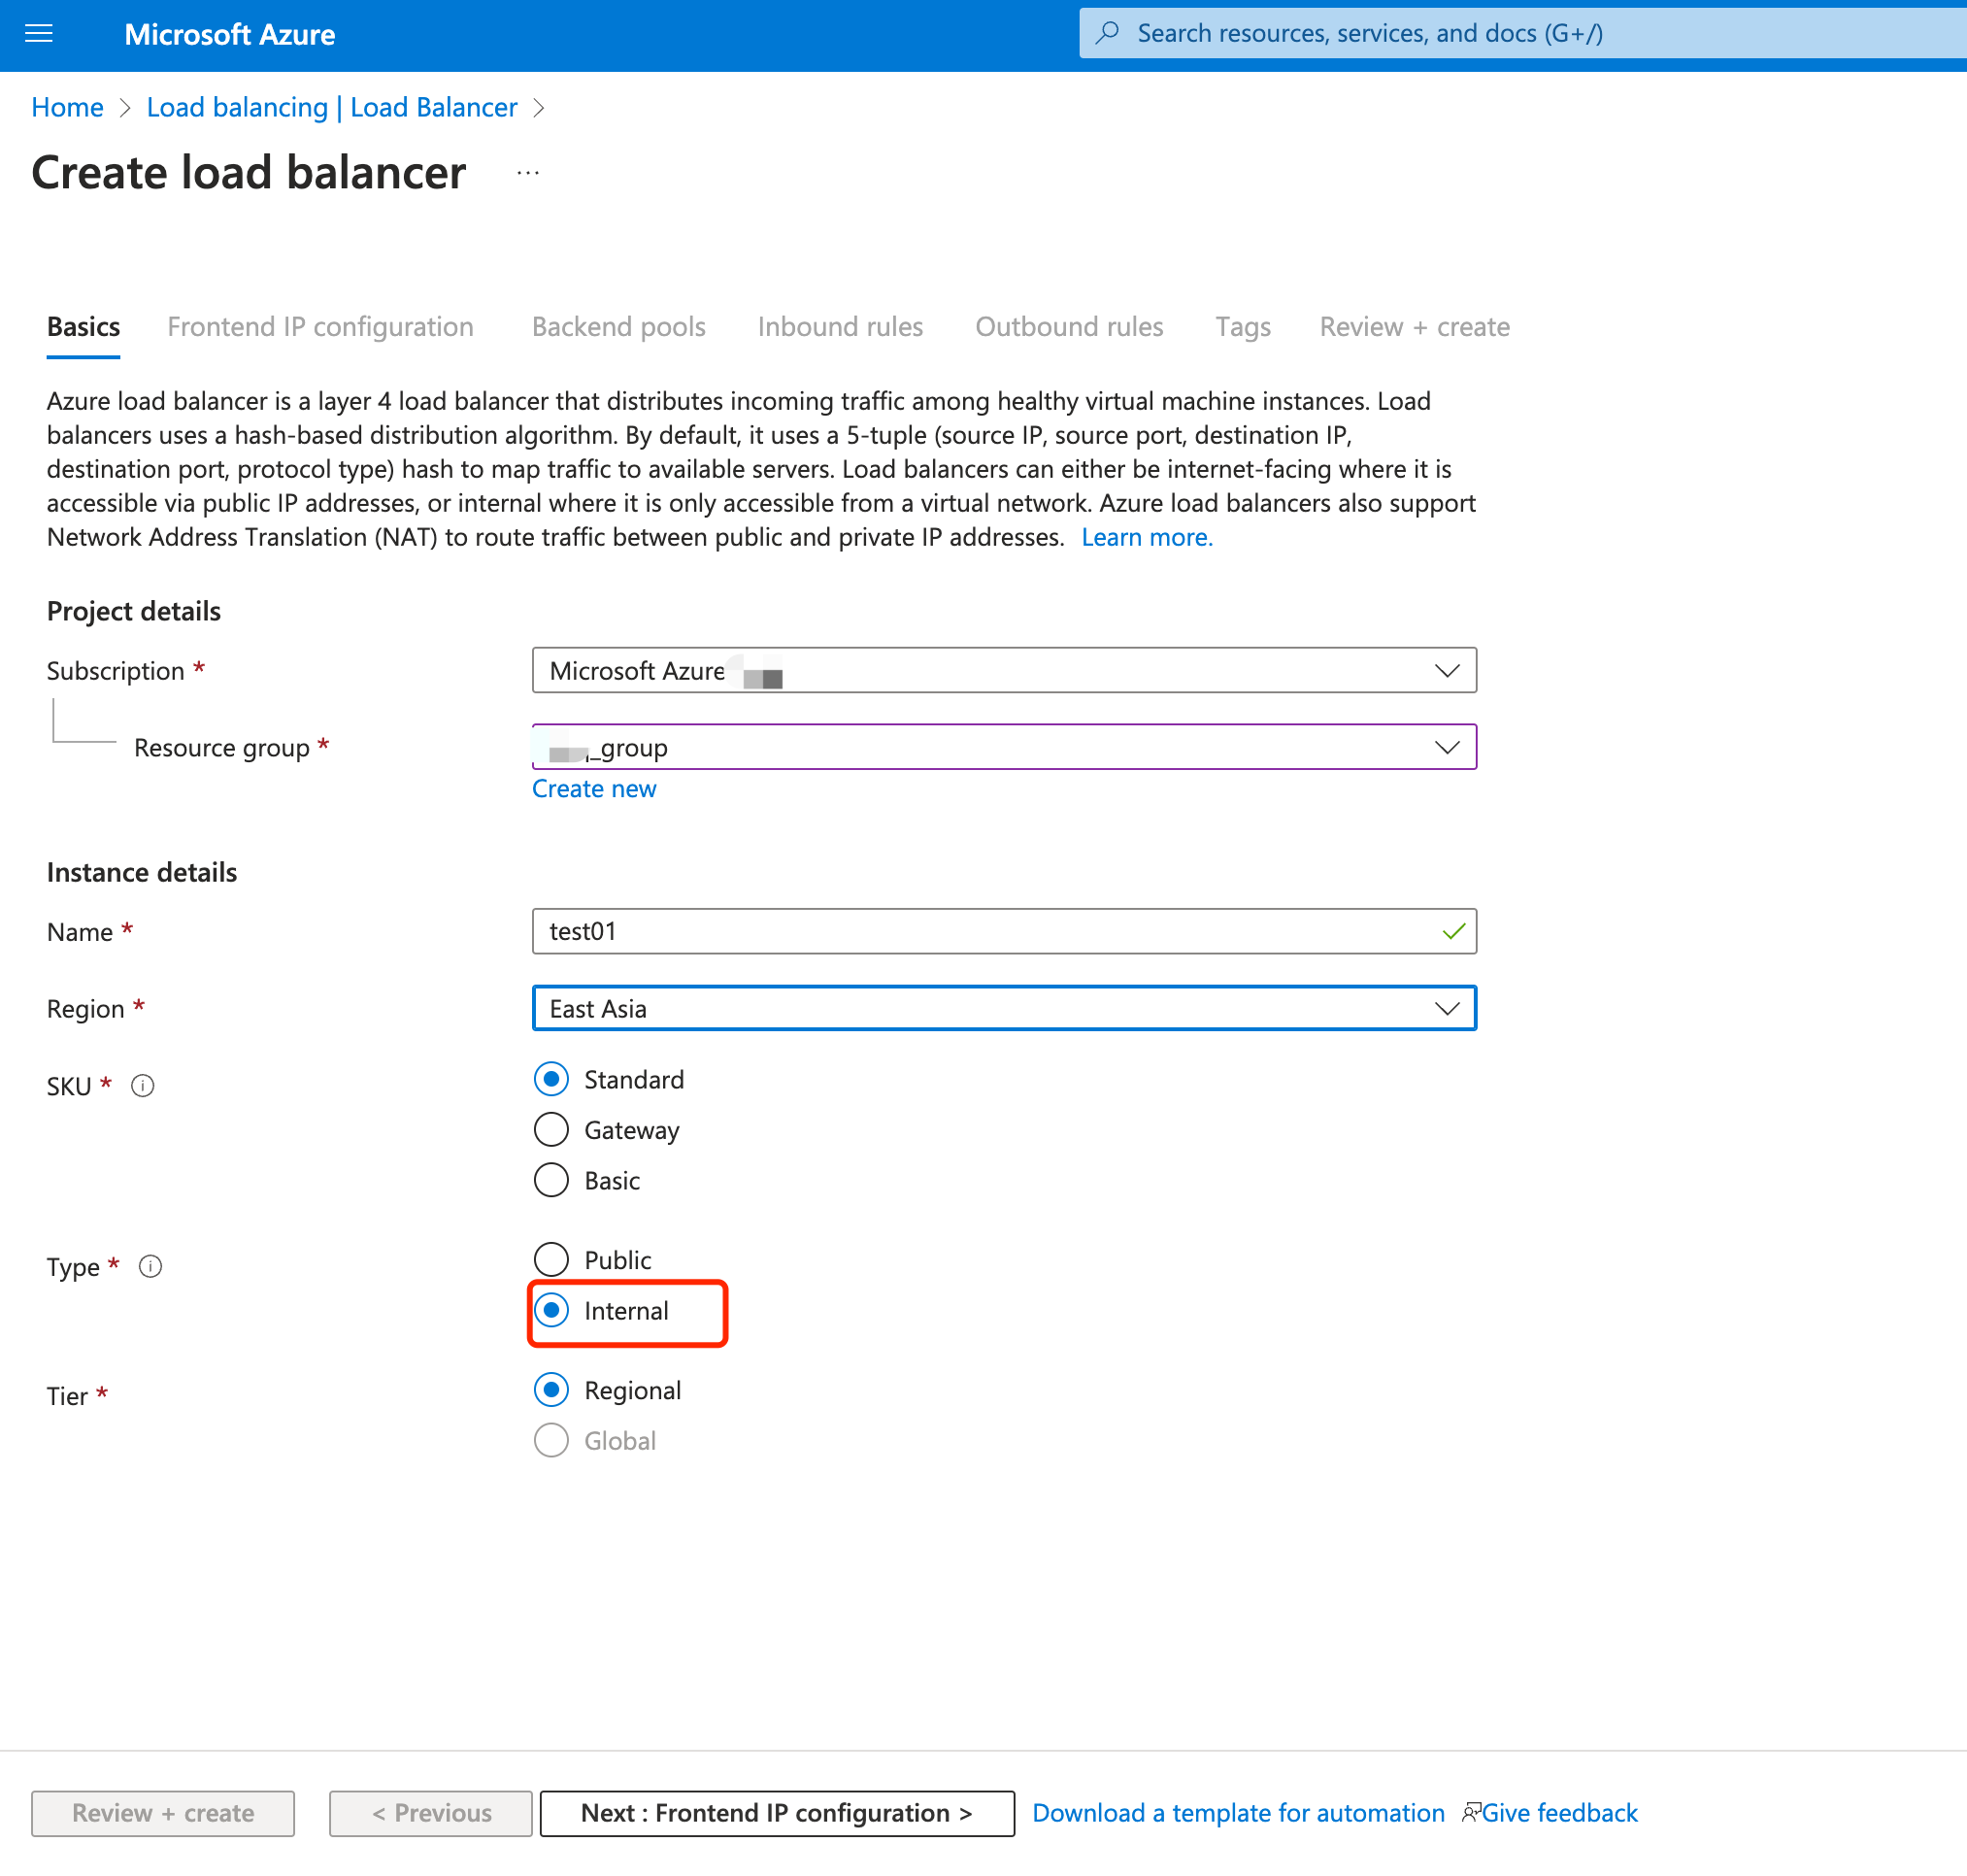 Microsoft Azure
Search resources, services, and docs (G+/)
Home > Load balancing | Load Balancer >
Create load balancer ...
Basics Frontend IP configuration Backend pools Inbound rules Outbound rules Tags Review + create
Azure load balancer is a layer 4 load balancer that distributes incoming traffic among healthy virtual machine instances. Load
balancers uses a hash-based distribution algorithm. By default, it uses a 5-tuple (source IP, source port, destination IP,
destination port, protocol type) hash to map traffic to available servers. Load balancers can either be internet-facing where it is
accessible via public IP addresses, or internal where it is only accessible from a virtual network. Azure load balancers also support
Network Address Translation (NAT) to route traffic between public and private IP addresses. Learn more.
Project details
Subscription *
Microsoft Azure
Resource group *
_group
Create new
Instance details
Name *
test01
Region *
East Asia
SKU *
Standard
Gateway
Basic
Type *
Public
Internal
Tier *
Regional
Global
Review + create
< Previous
Next : Frontend IP configuration >
Download a template for automation
Give feedback